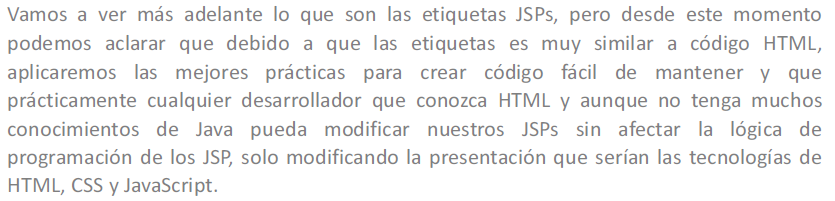 Vamos a ver más adelante lo que son las etiquetas JSPs, pero desde este momento
podemos aclarar que debido a que las etiquetas es muy similar a código HTML,
aplicaremos las mejores prácticas para crear código fácil de mantener y que
prácticamente cualquier desarrollador que conozca HTML y aunque no tenga muchos
conocimientos de Java pueda modificar nuestros JSPs sin afectar la lógica de
programación de los JSP, solo modificando la presentación que serían las tecnologías de
HTML, CSS y JavaScript.